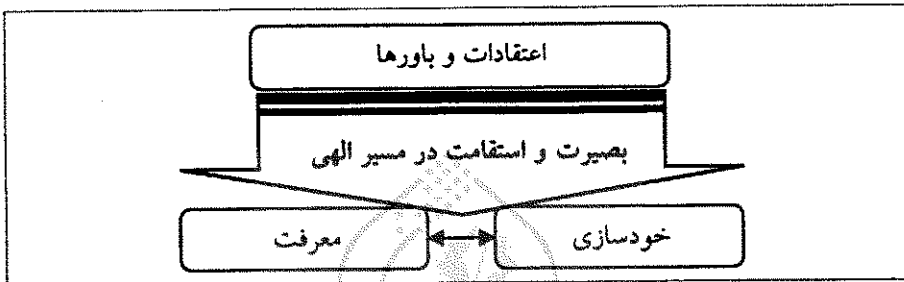 اعتقادات و باورها
بصیرت و استقامت در مسیر الهی
خودسازی
معرفت